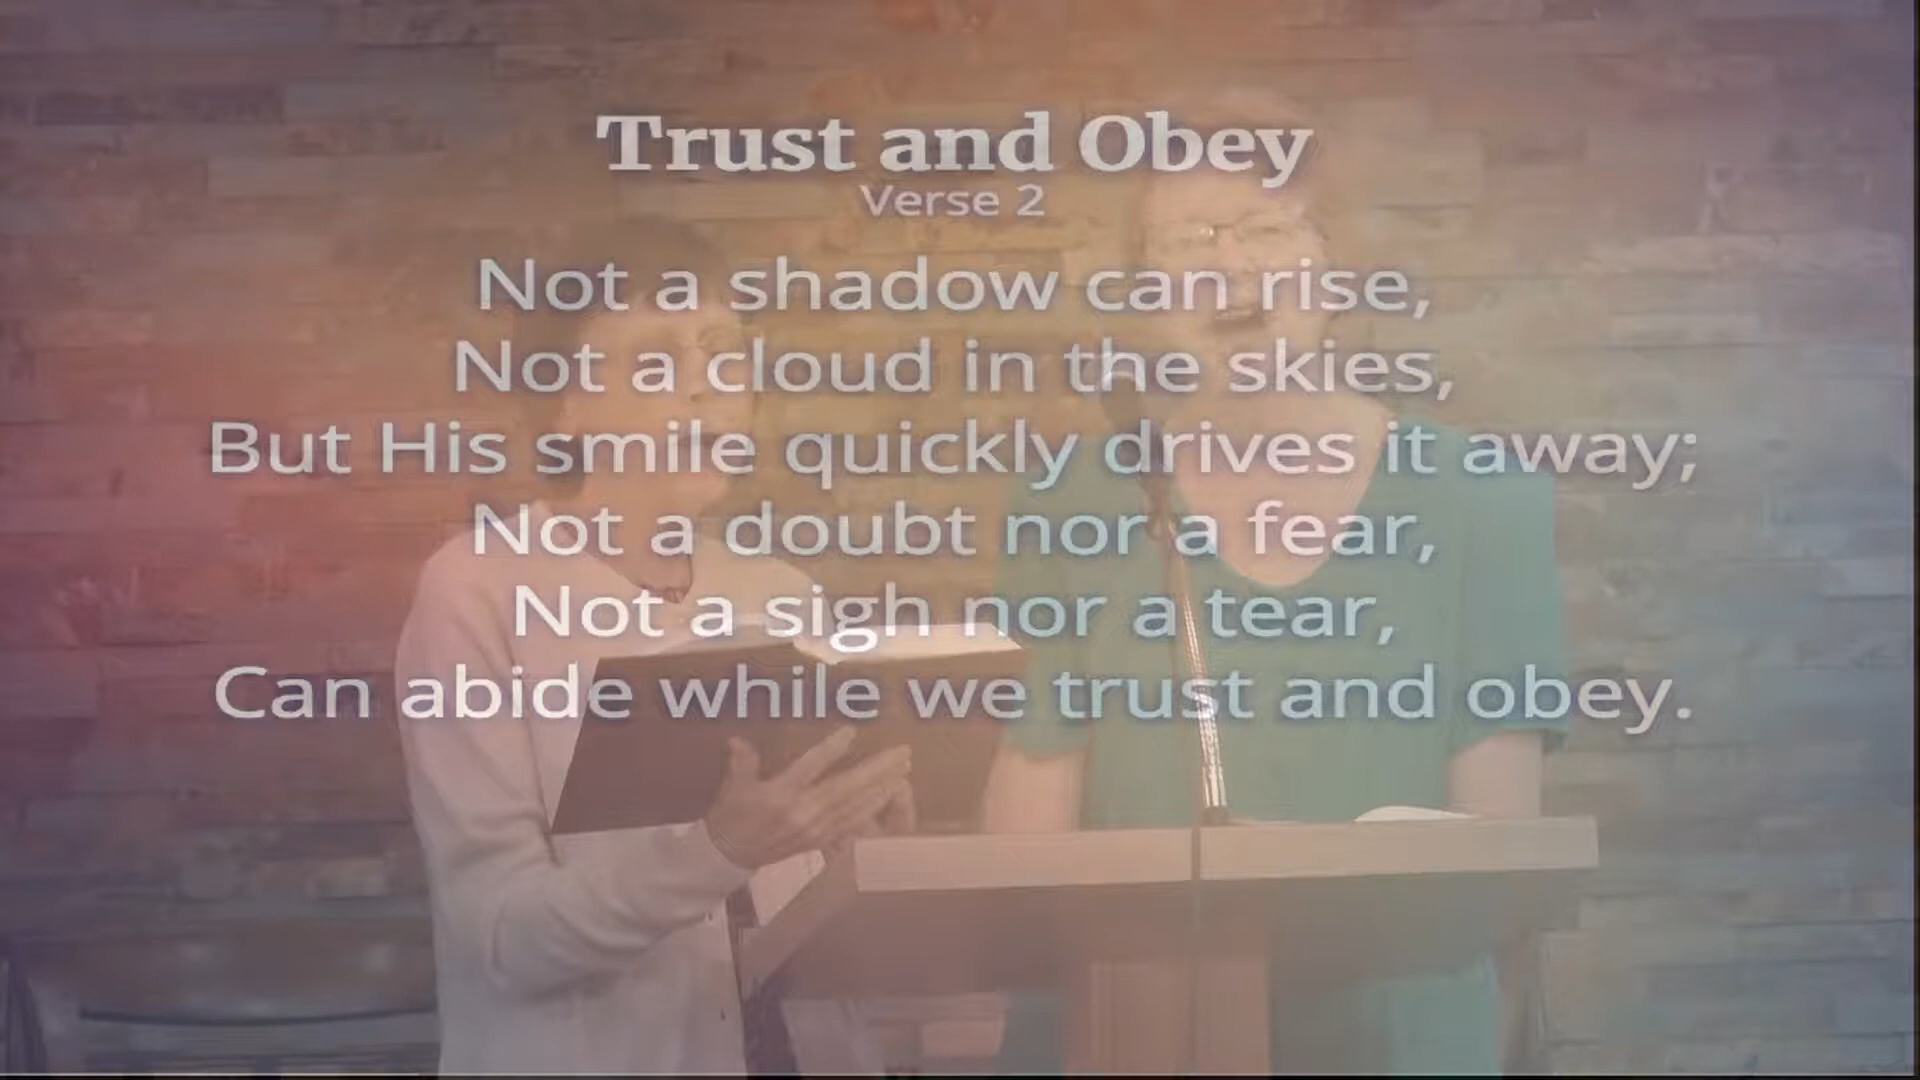 Trust and Obey
Verse 2
Not a shadow can rise,
Not a cloud in the skies,
But His smile quickly drives it away;
Not a doubt nor a fear,
Not a sigh nor a tear,
Can abide while we trust and obey.